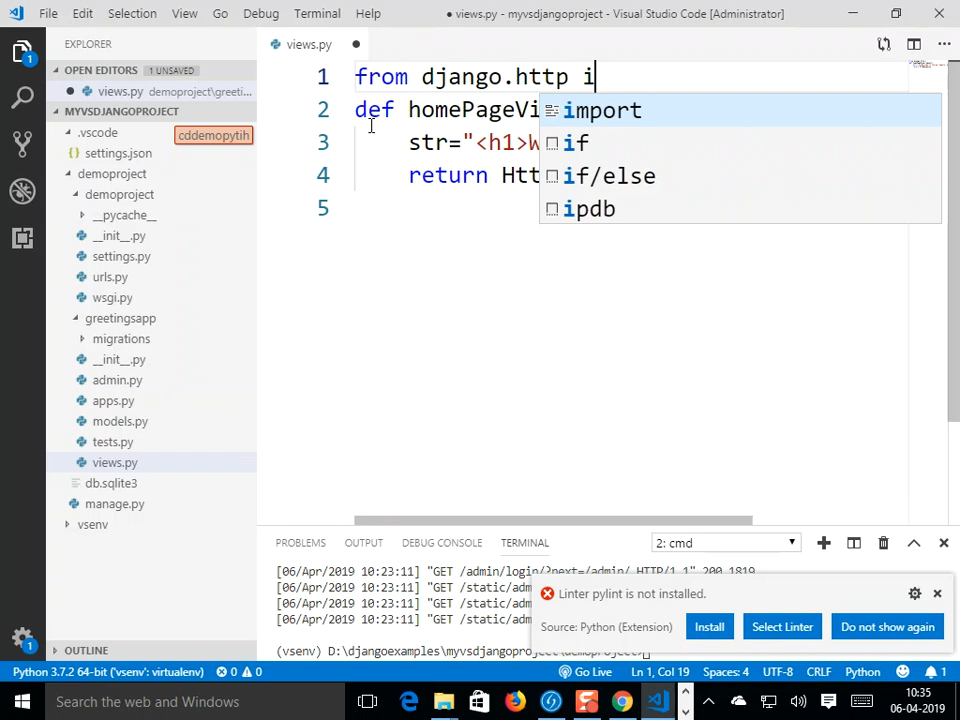 File Edit Selection View Go Debug Terminal Help
● views.py - myvsdjangoproject - Visual Studio Code [Administrator]
EXPLORER
views.py ●
OPEN EDITORS 1 UNSAVED
● views.py demoproject\greeti...
MYVSDJANGOPROJECT
.vscode
cddemopytih
settings.json
demoproject
demoproject
__pycache__
__init__.py
settings.py
urls.py
wsgi.py
greetingsapp
migrations
__init__.py
admin.py
apps.py
models.py
tests.py
views.py
db.sqlite3
manage.py
vsenv
OUTLINE
1 from django.http i
2 def homePageVi
3 str="<h1>W
4 return Htt
5
import
if
if/else
ipdb
PROBLEMS OUTPUT DEBUG CONSOLE TERMINAL
2: cmd
[06/Apr/2019 10:23:11] "GET /admin/login/?next=/admin/ HTTP/1.1" 200 1819
[06/Apr/2019 10:23:11] "GET /static/adm
[06/Apr/2019 10:23:11] "GET /static/adm
[06/Apr/2019 10:23:11] "GET /static/adm
(vsenv) D:\djangoexamples\myvsdjangoproject\demoproject>
Linter pylint is not installed.
Source: Python (Extension)
Install Select Linter Do not show again
Python 3.7.2 64-bit ('vsenv': virtualenv) 0 0 Go Live Ln 1, Col 19 Spaces: 4 UTF-8 CRLF Python 1
Type here to search
10:35
06-04-2019